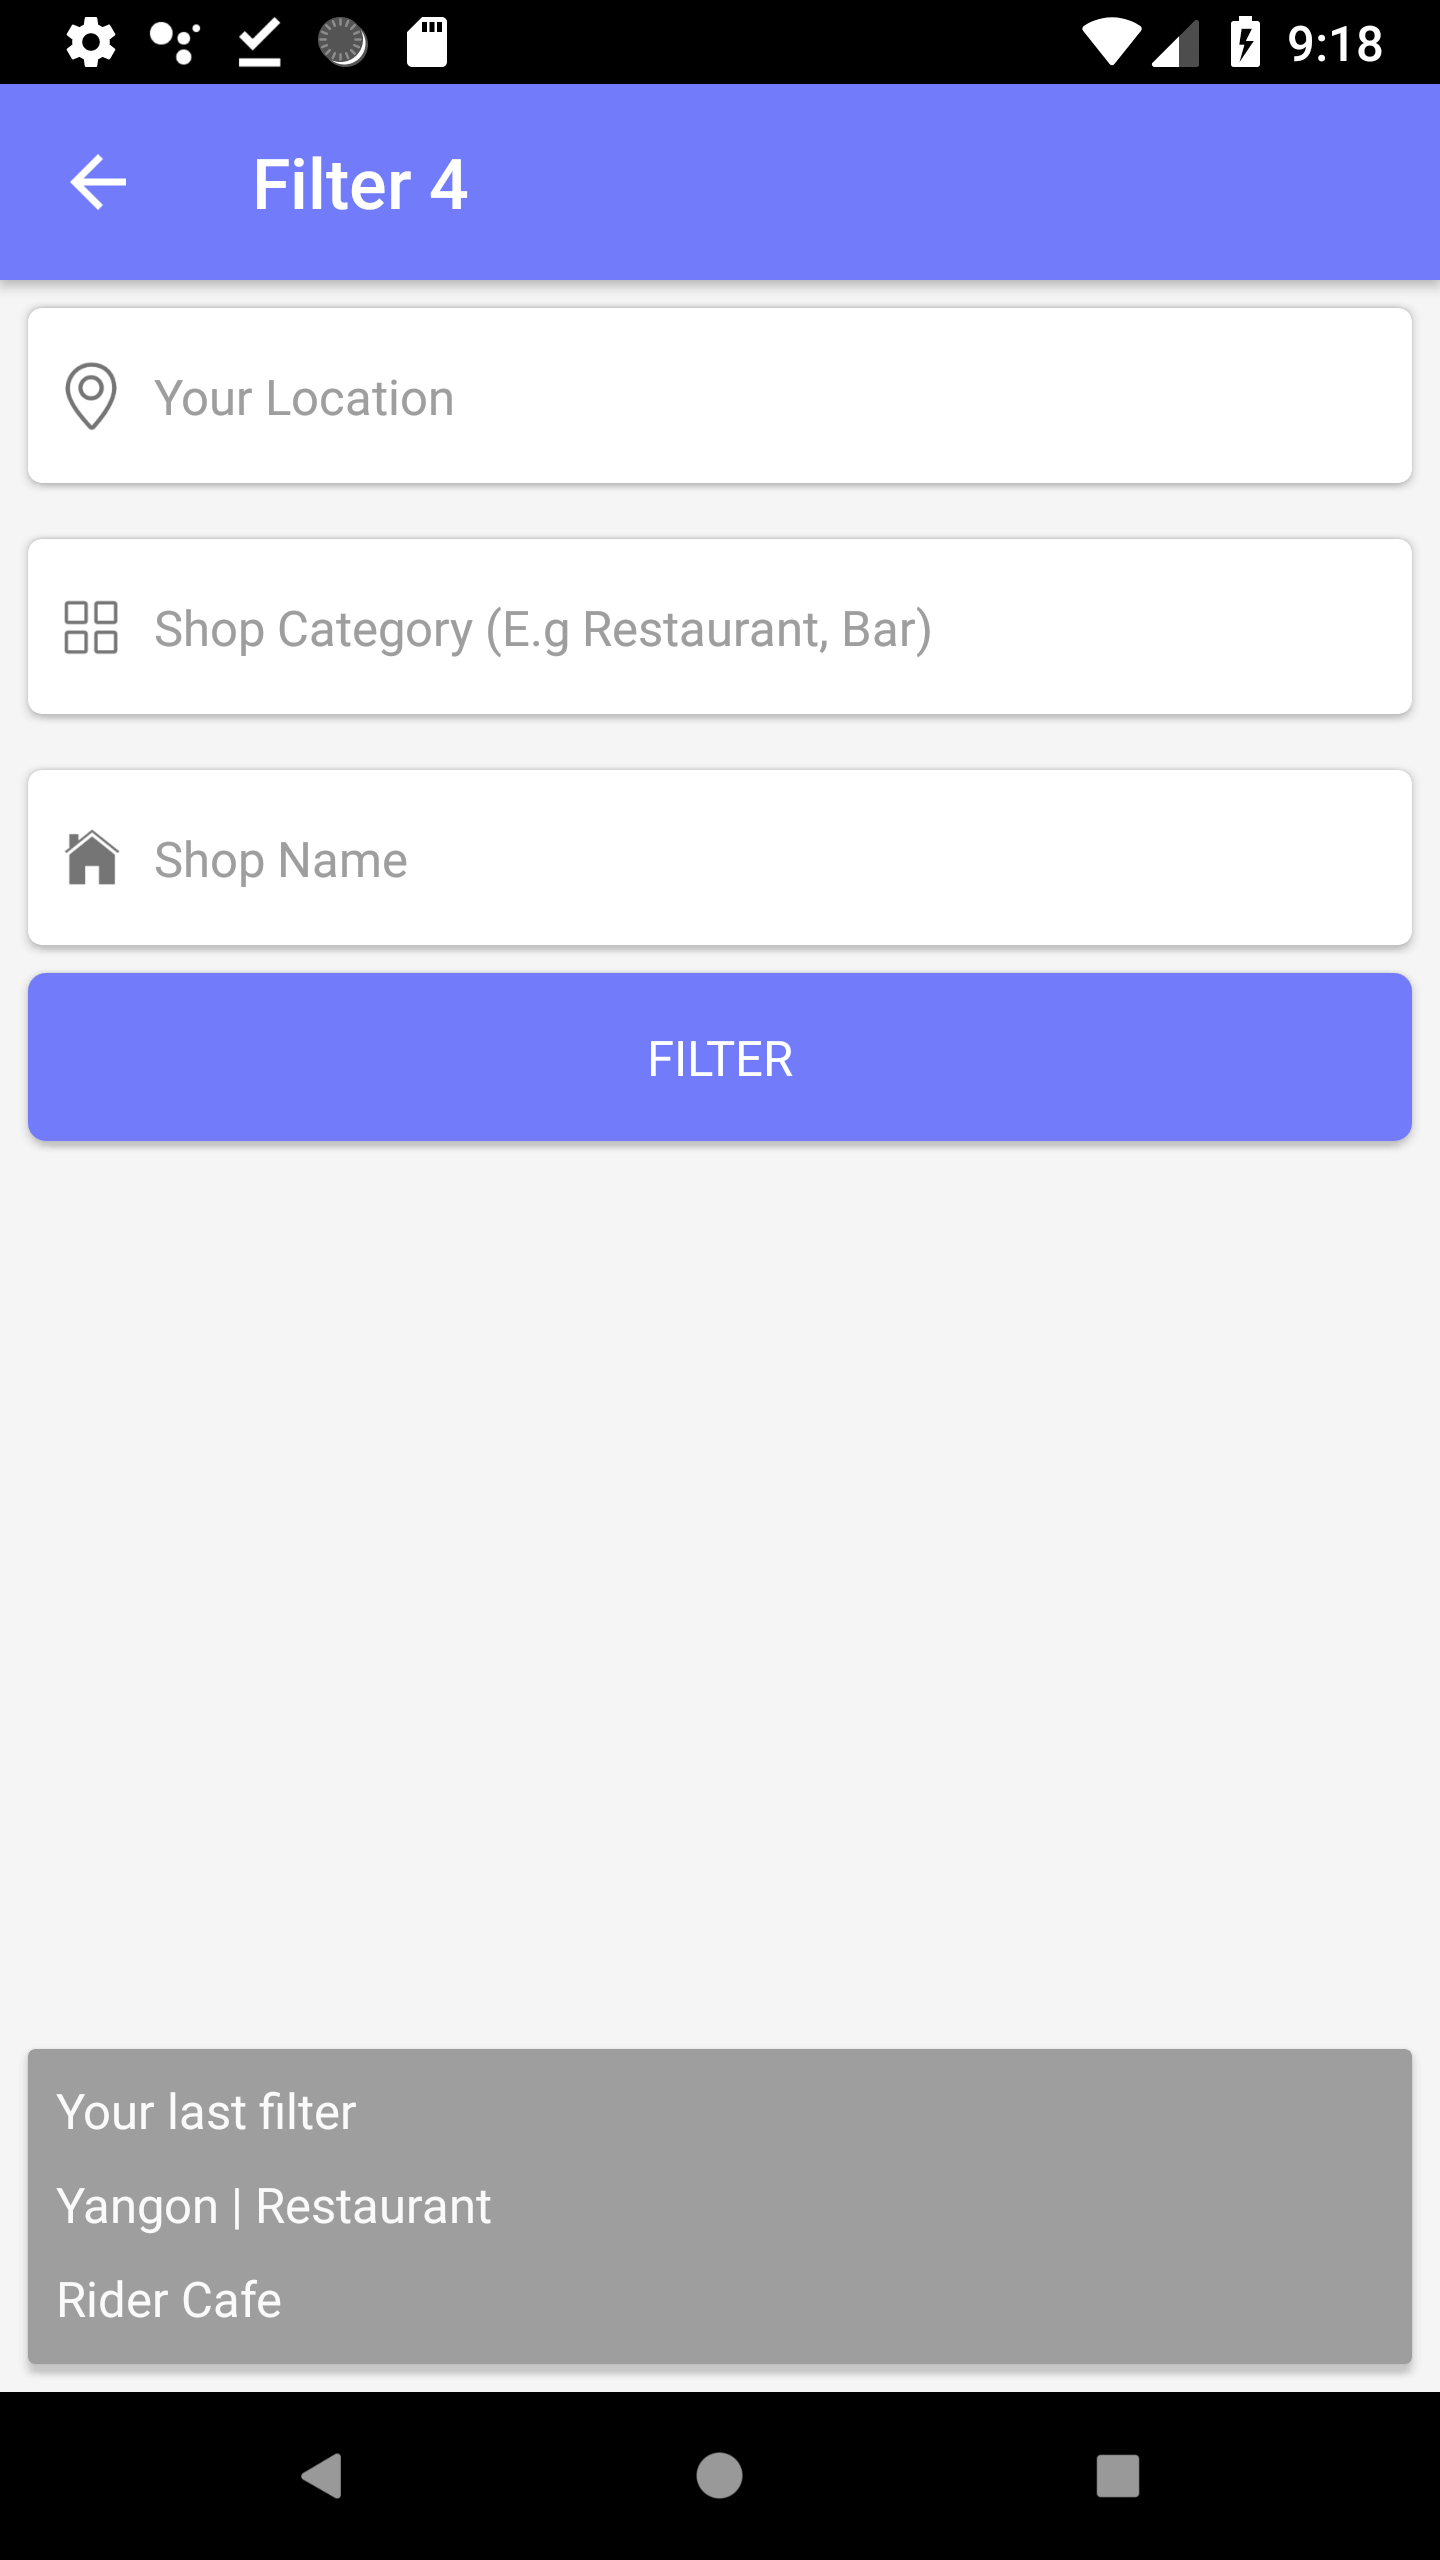 9:18
Filter 4
Your Location
Shop Category (E.g Restaurant, Bar)
Shop Name
FILTER
Your last filter
Yangon | Restaurant
Rider Cafe